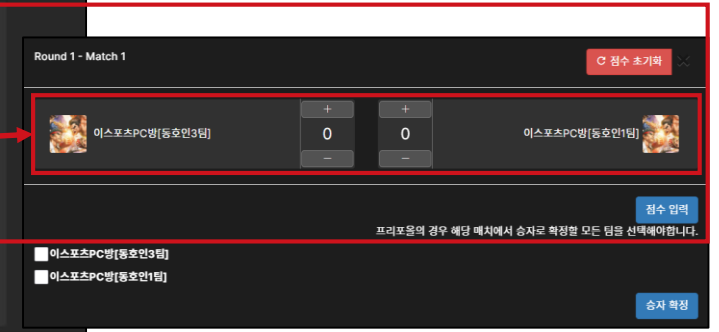 Round 1 - Match 1
점수 초기화
이스포츠PC방[동호인3팀]
+
0
−
+
0
−
이스포츠PC방[동호인1팀]
점수 입력
프리포올의 경우 해당 매치에서 승자로 확정할 모든 팀을 선택해야합니다.
이스포츠PC방[동호인3팀]
이스포츠PC방[동호인1팀]
승자 확정